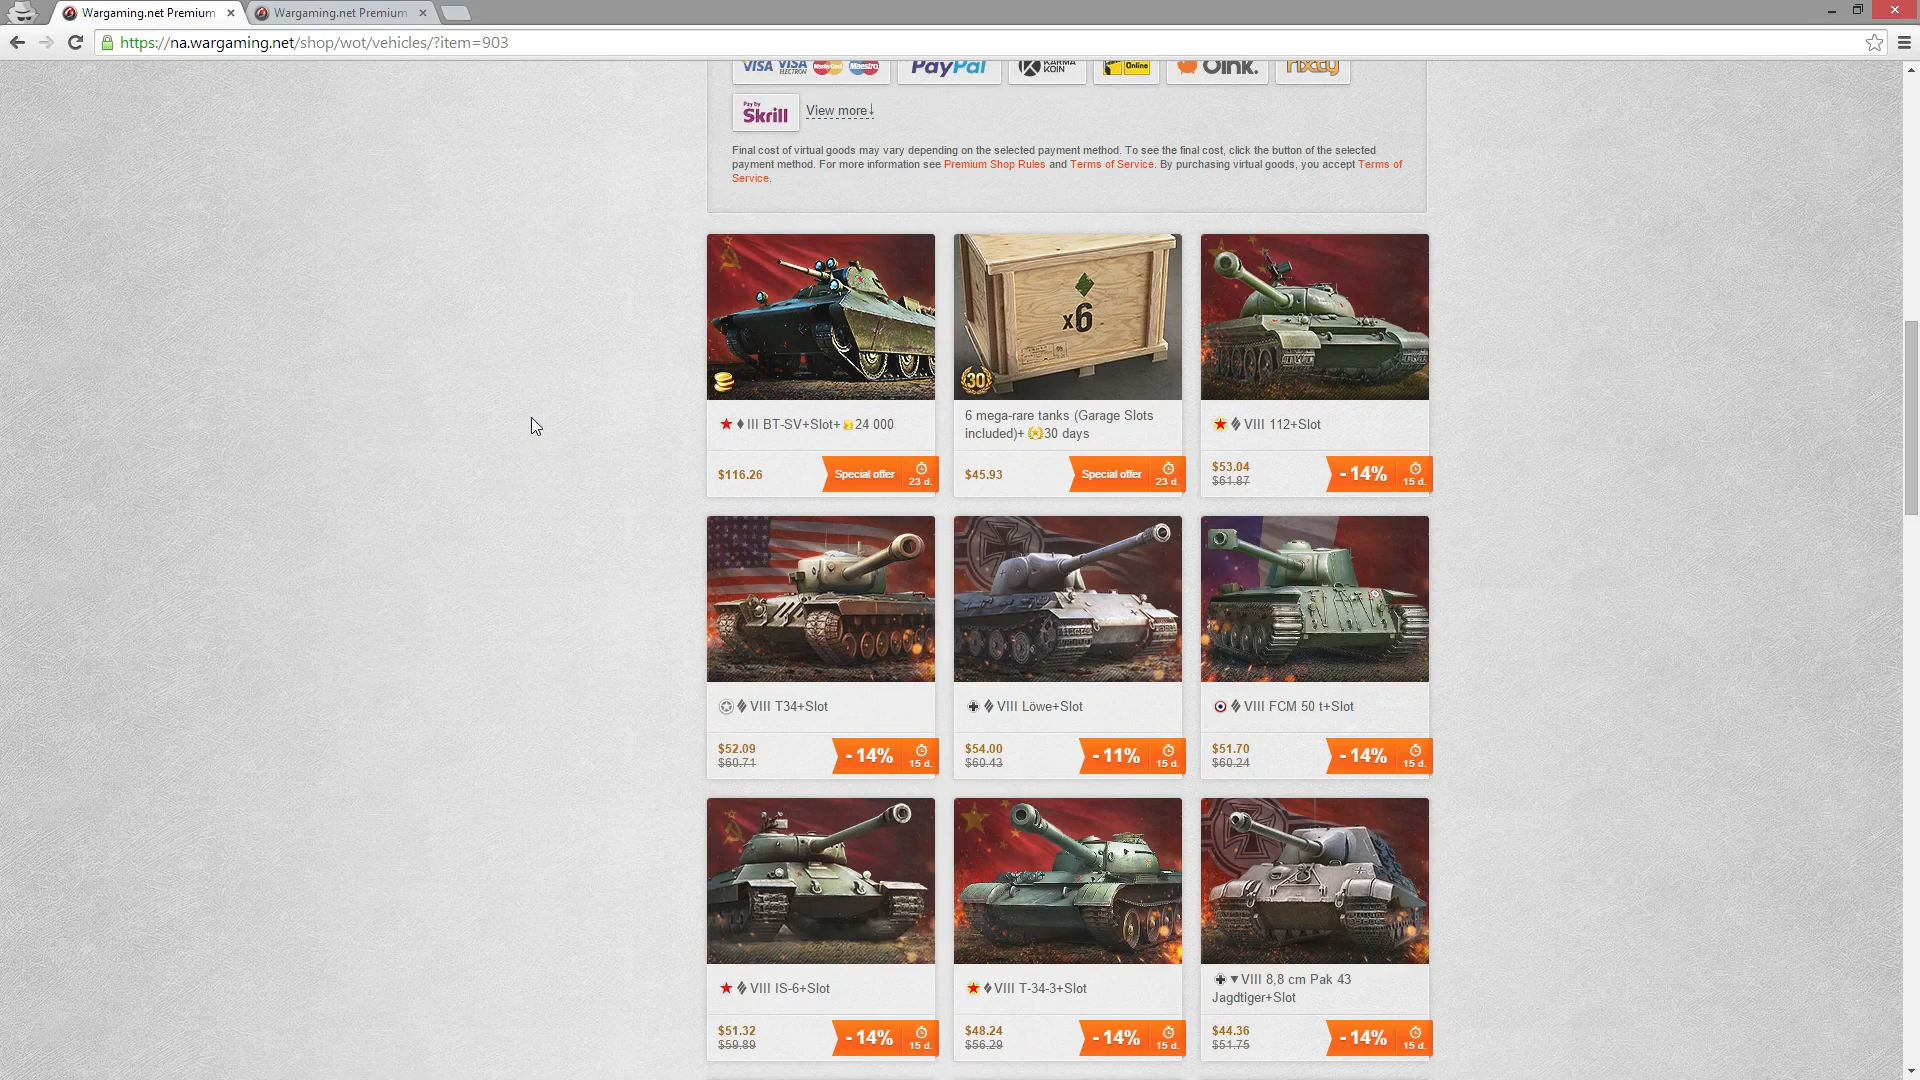 Wargaming.net Premium
Wargaming.net Premium
https://na.wargaming.net/shop/wot/vehicles/?item=903
VISA VISA ELECTRON MasterCard Maestro PayPal KARMA KOIN Online Oink. rixty
Pay by Skrill View more↓
Final cost of virtual goods may vary depending on the selected payment method. To see the final cost, click the button of the selected
payment method. For more information see Premium Shop Rules and Terms of Service. By purchasing virtual goods, you accept Terms of
Service.
x6
30
III BT-SV+Slot+24 000
$116.26
Special offer
23 d.
6 mega-rare tanks (Garage Slots
included)+ 30 days
$45.93
Special offer
23 d.
VIII 112+Slot
$53.04
$61.87
- 14%
15 d.
VIII T34+Slot
$52.09
$60.71
- 14%
15 d.
VIII Löwe+Slot
$54.00
$60.43
- 11%
15 d.
VIII FCM 50 t+Slot
$51.70
$60.24
- 14%
15 d.
VIII IS-6+Slot
$51.32
$59.89
- 14%
15 d.
VIII T-34-3+Slot
$48.24
$56.29
- 14%
15 d.
VIII 8,8 cm Pak 43
Jagdtiger+Slot
$44.36
$51.75
- 14%
15 d.